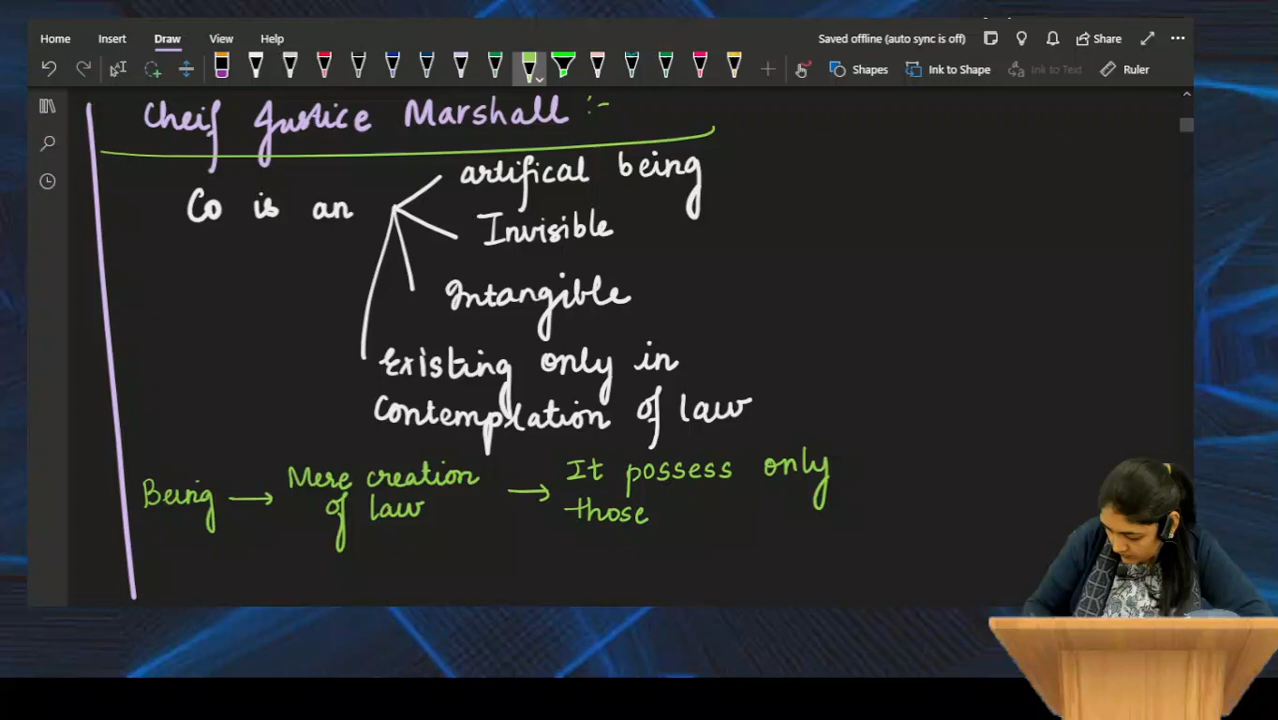 Home Insert Draw View Help Saved offline (auto sync is off) Share
Shapes Ink to Shape Ink to Text Ruler
Cheif Justice Marshall :-
Co is an
artifical being
Invisible
Intangible
Existing only in
Contemplation of law
Being → Mere creation of law → It possess only those